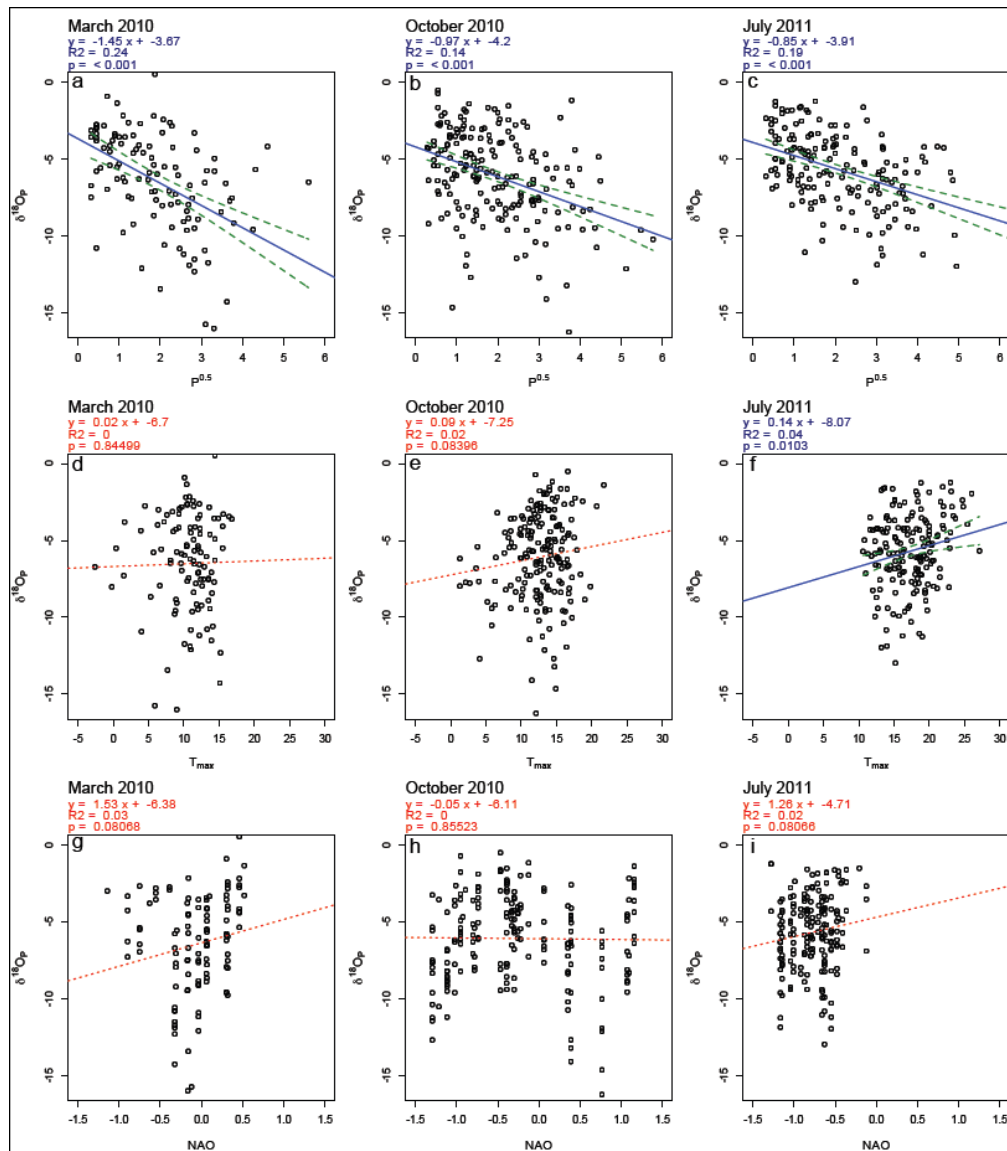 March 2010
y = -1.45 x + -3.67
R2 = 0.24
p = < 0.001
a
0
-5
-10
-15
δ18OP
0 1 2 3 4 5 6
P0.5
October 2010
y = -0.97 x + -4.2
R2 = 0.14
p = < 0.001
b
0
-5
-10
-15
δ18OP
0 1 2 3 4 5 6
P0.5
July 2011
y = -0.85 x + -3.91
R2 = 0.19
p = < 0.001
c
0
-5
-10
-15
δ18OP
0 1 2 3 4 5 6
P0.5
March 2010
y = 0.02 x + -6.7
R2 = 0
p = 0.84499
d
0
-5
-10
-15
δ18OP
-5 0 5 10 15 20 25 30
Tmax
October 2010
y = 0.09 x + -7.25
R2 = 0.02
p = 0.08396
e
0
-5
-10
-15
δ18OP
-5 0 5 10 15 20 25 30
Tmax
July 2011
y = 0.14 x + -8.07
R2 = 0.04
p = 0.0103
f
0
-5
-10
-15
δ18OP
-5 0 5 10 15 20 25 30
Tmax
March 2010
y = 1.53 x + -6.38
R2 = 0.03
p = 0.08068
g
0
-5
-10
-15
δ18OP
-1.5 -1.0 -0.5 0.0 0.5 1.0 1.5
NAO
October 2010
y = -0.05 x + -6.11
R2 = 0
p = 0.85523
h
0
-5
-10
-15
δ18OP
-1.5 -1.0 -0.5 0.0 0.5 1.0 1.5
NAO
July 2011
y = 1.26 x + -4.71
R2 = 0.02
p = 0.08066
i
0
-5
-10
-15
δ18OP
-1.5 -1.0 -0.5 0.0 0.5 1.0 1.5
NAO